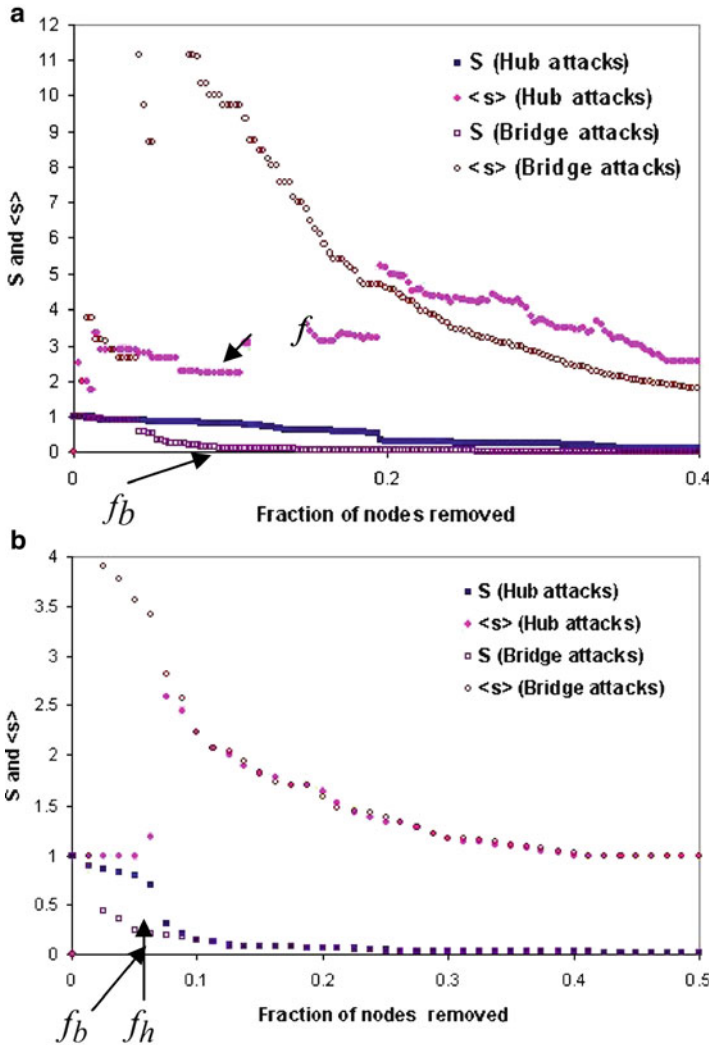 a
12
11
10
9
8
7
6
5
4
3
2
1
0
S and <s>
S (Hub attacks)
<s> (Hub attacks)
S (Bridge attacks)
<s> (Bridge attacks)
f
0 0.2 0.4
fb
Fraction of nodes removed
b
4
3.5
3
2.5
2
1.5
1
0.5
0
S and <s>
S (Hub attacks)
<s> (Hub attacks)
S (Bridge attacks)
<s> (Bridge attacks)
0 0.1 0.2 0.3 0.4 0.5
fb fh
Fraction of nodes removed